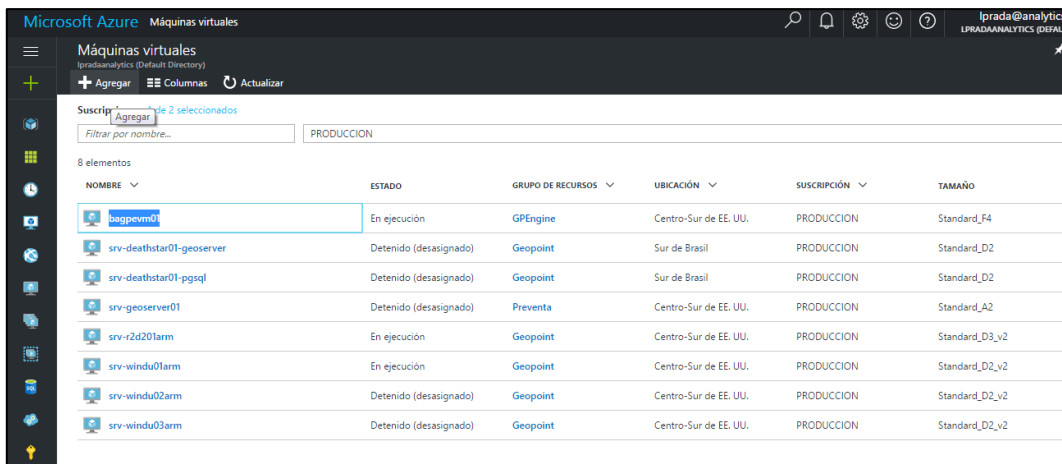 Microsoft Azure Máquinas virtuales
lprada@analytics
LPRADAANALYTICS (DEFAU
Máquinas virtuales
lpradaanalytics (Default Directory)
Agregar Columnas Actualizar
de 2 seleccionados
Agregar
Filtrar por nombre... PRODUCCION
8 elementos
NOMBRE ESTADO GRUPO DE RECURSOS UBICACIÓN SUSCRIPCIÓN TAMAÑO
bagpevm01 En ejecución GPEngine Centro-Sur de EE. UU. PRODUCCION Standard_F4
srv-deathstar01-geoserver Detenido (desasignado) Geopoint Sur de Brasil PRODUCCION Standard_D2
srv-deathstar01-pgsql Detenido (desasignado) Geopoint Sur de Brasil PRODUCCION Standard_D2
srv-geoserver01 Detenido (desasignado) Preventa Centro-Sur de EE. UU. PRODUCCION Standard_A2
srv-r2d201arm En ejecución Geopoint Centro-Sur de EE. UU. PRODUCCION Standard_D3_v2
srv-windu01arm En ejecución Geopoint Centro-Sur de EE. UU. PRODUCCION Standard_D2_v2
srv-windu02arm Detenido (desasignado) Geopoint Centro-Sur de EE. UU. PRODUCCION Standard_D2_v2
srv-windu03arm Detenido (desasignado) Geopoint Centro-Sur de EE. UU. PRODUCCION Standard_D2_v2